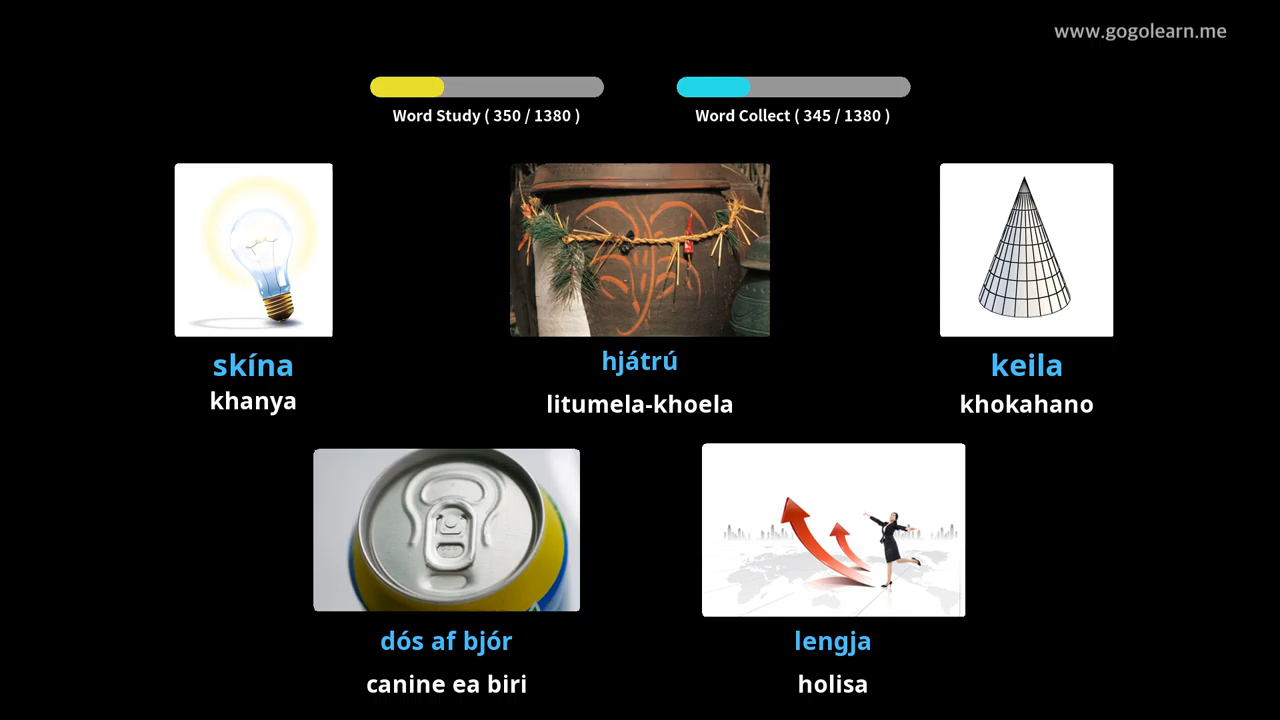 www.gogolearn.me
Word Study ( 350 / 1380 )
Word Collect ( 345 / 1380 )
skína
khanya
hjátrú
litumela-khoela
keila
khokahano
dós af bjór
canine ea biri
lengja
holisa